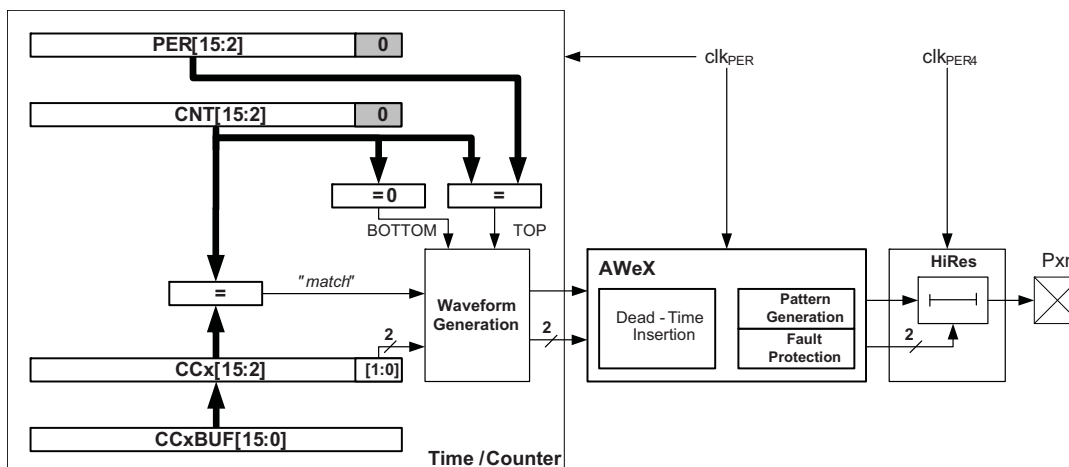 PER[15:2] 0
clkPER
clkPER4
CNT[15:2] 0
= 0
=
BOTTOM
TOP
=
"match"
Waveform
Generation
2
2
CCx[15:2] [1:0]
CCxBUF[15:0]
Time /Counter
AWeX
Dead - Time
Insertion
Pattern
Generation
Fault
Protection
2
HiRes
Pxn